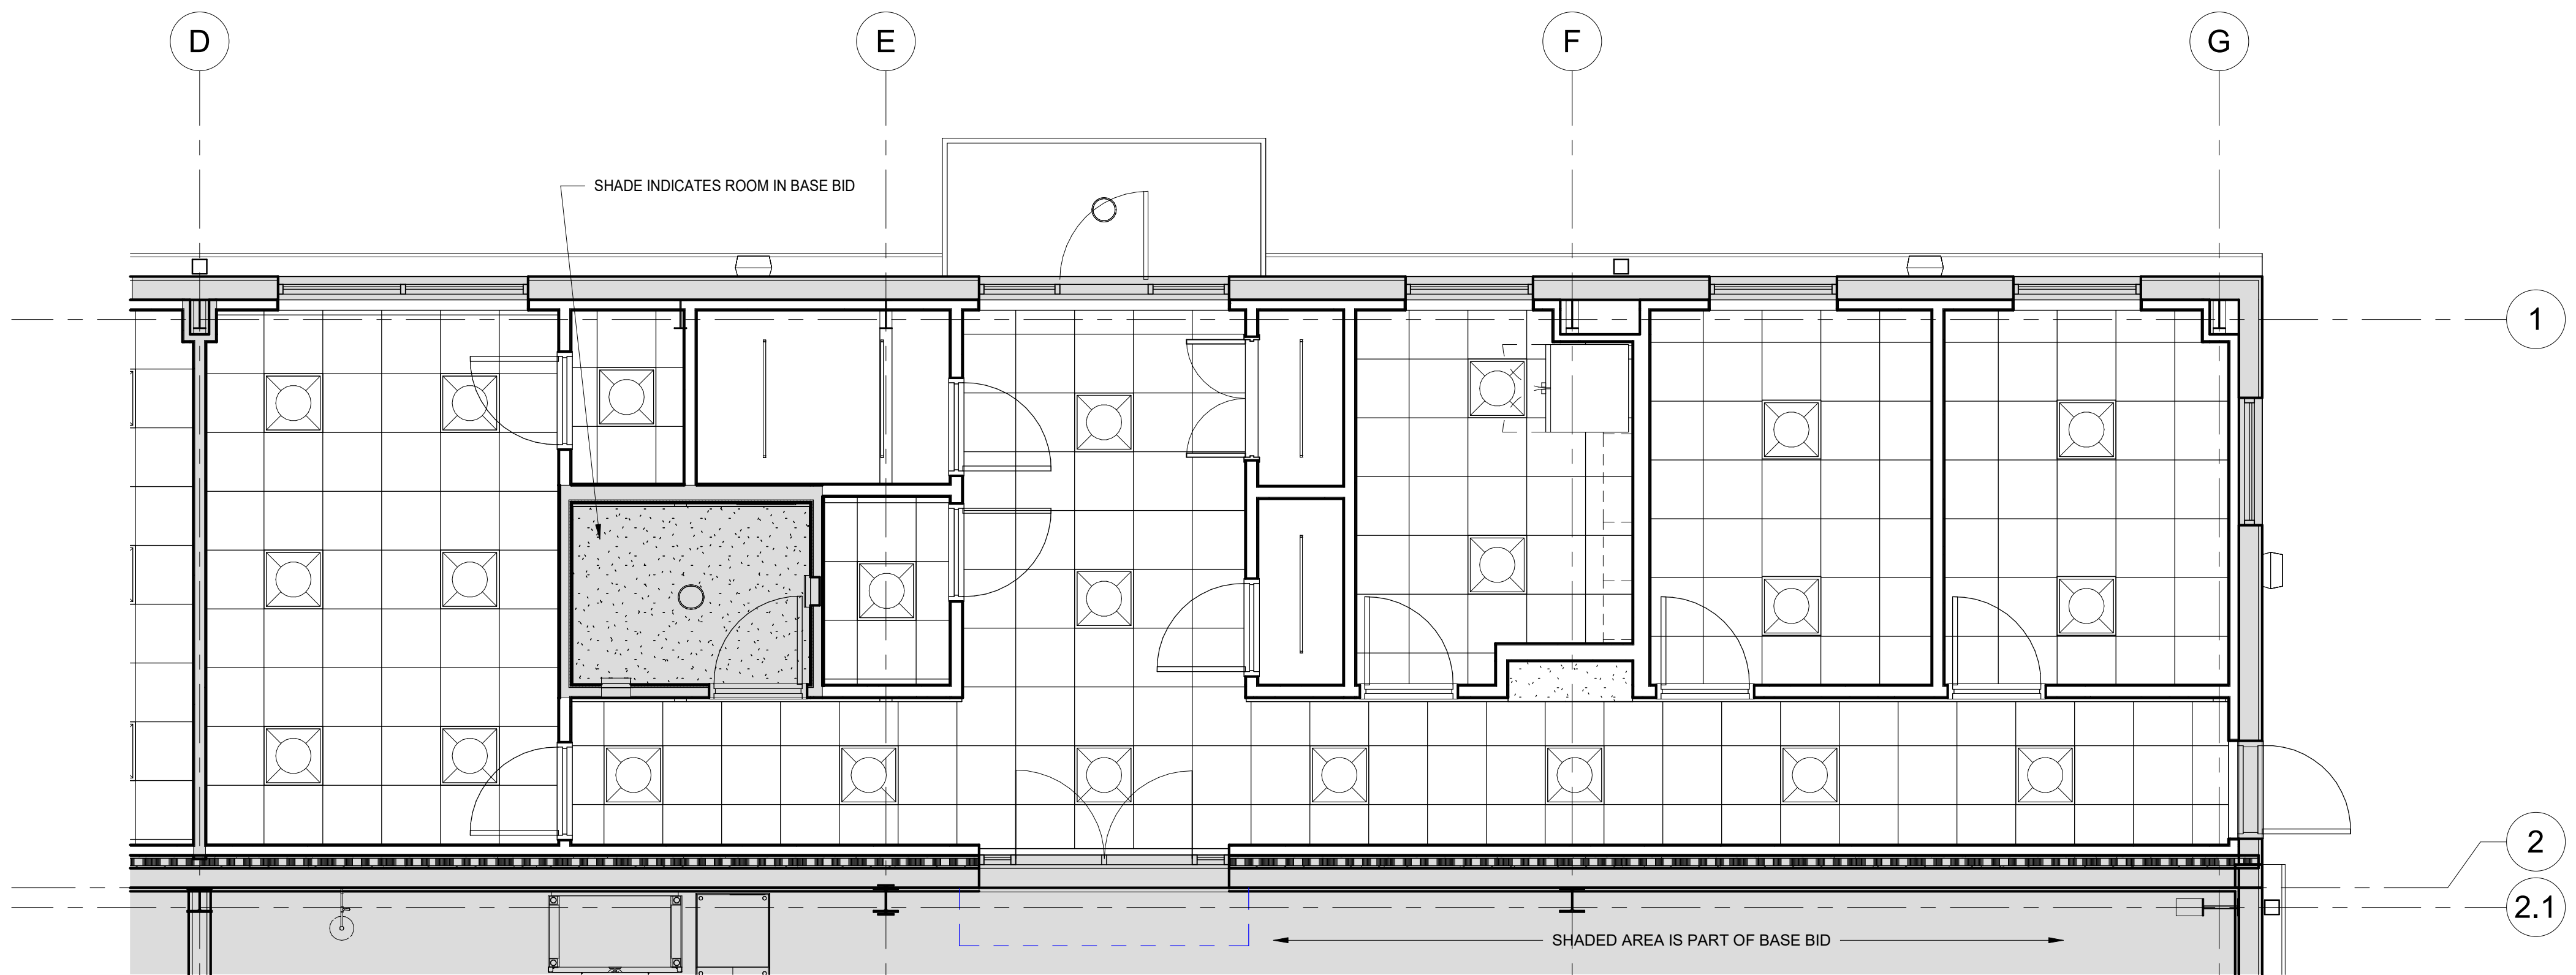 D
E
F
G
SHADE INDICATES ROOM IN BASE BID
1
2
2.1
SHADED AREA IS PART OF BASE BID